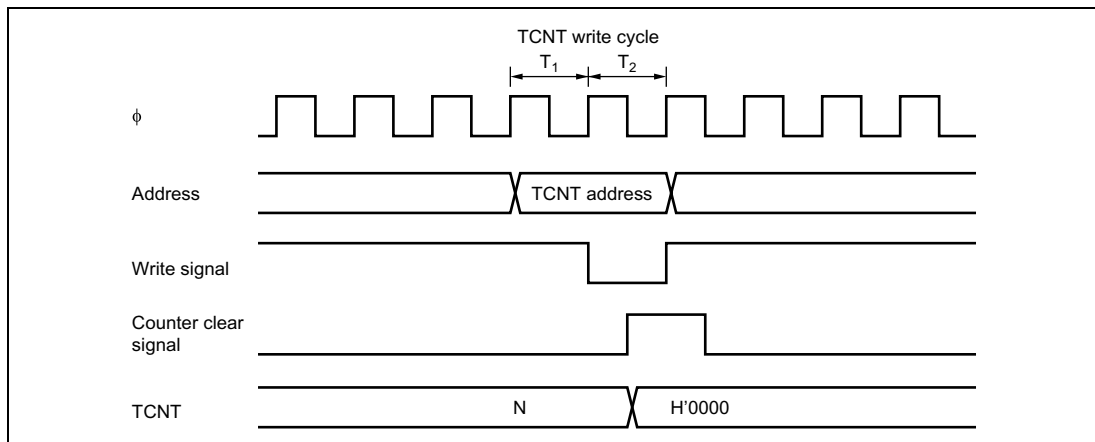 TCNT write cycle
T₁ T₂
ϕ
Address
TCNT address
Write signal
Counter clear
signal
TCNT
N
H'0000